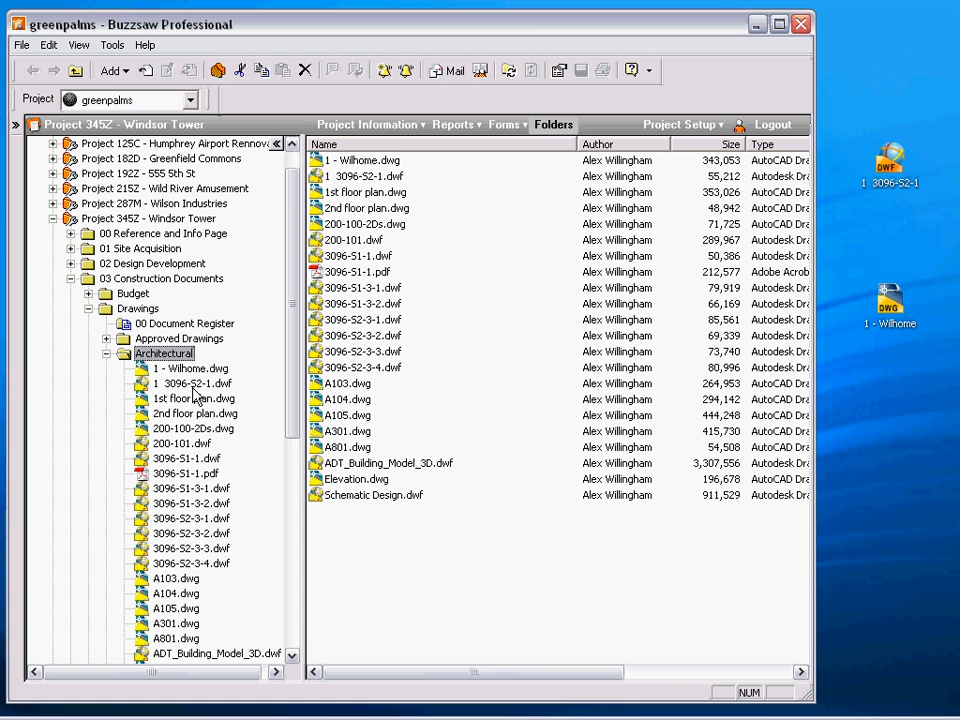 greenpalms - Buzzsaw Professional
File Edit View Tools Help
Add Mail
Project greenpalms
Project 345Z - Windsor Tower Project Information Reports Forms Folders Project Setup Logout
Project 125C - Humphrey Airport Renova
Project 182D - Greenfield Commons
Project 192Z - 555 5th St
Project 215Z - Wild River Amusement
Project 287M - Wilson Industries
Project 345Z - Windsor Tower
00 Reference and Info Page
01 Site Acquisition
02 Design Development
03 Construction Documents
Budget
Drawings
00 Document Register
Approved Drawings
Architectural
1 - Wilhome.dwg
1 3096-S2-1.dwf
1st floor plan.dwg
2nd floor plan.dwg
200-100-2Ds.dwg
200-101.dwf
3096-S1-1.dwf
3096-S1-1.pdf
3096-S1-3-1.dwf
3096-S1-3-2.dwf
3096-S2-3-1.dwf
3096-S2-3-2.dwf
3096-S2-3-3.dwf
3096-S2-3-4.dwf
A103.dwg
A104.dwg
A105.dwg
A301.dwg
A801.dwg
ADT_Building_Model_3D.dwf
Name Author Size Type
1 - Wilhome.dwg Alex Willingham 343,053 AutoCAD Dra
1 3096-S2-1.dwf Alex Willingham 55,212 Autodesk Dra
1st floor plan.dwg Alex Willingham 353,026 AutoCAD Dra
2nd floor plan.dwg Alex Willingham 48,942 AutoCAD Dra
200-100-2Ds.dwg Alex Willingham 71,725 AutoCAD Dra
200-101.dwf Alex Willingham 289,967 Autodesk Dra
3096-S1-1.dwf Alex Willingham 50,386 Autodesk Dra
3096-S1-1.pdf Alex Willingham 212,577 Adobe Acrob
3096-S1-3-1.dwf Alex Willingham 79,919 Autodesk Dra
3096-S1-3-2.dwf Alex Willingham 66,169 Autodesk Dra
3096-S2-3-1.dwf Alex Willingham 85,561 Autodesk Dra
3096-S2-3-2.dwf Alex Willingham 69,339 Autodesk Dra
3096-S2-3-3.dwf Alex Willingham 73,740 Autodesk Dra
3096-S2-3-4.dwf Alex Willingham 80,996 Autodesk Dra
A103.dwg Alex Willingham 264,953 AutoCAD Dra
A104.dwg Alex Willingham 294,142 AutoCAD Dra
A105.dwg Alex Willingham 444,248 AutoCAD Dra
A301.dwg Alex Willingham 415,730 AutoCAD Dra
A801.dwg Alex Willingham 54,508 AutoCAD Dra
ADT_Building_Model_3D.dwf Alex Willingham 3,307,556 Autodesk Dra
Elevation.dwg Alex Willingham 196,678 AutoCAD Dra
Schematic Design.dwf Alex Willingham 911,529 Autodesk Dra
NUM
DWF
1 3096-S2-1
DWG
1 - Wilhome